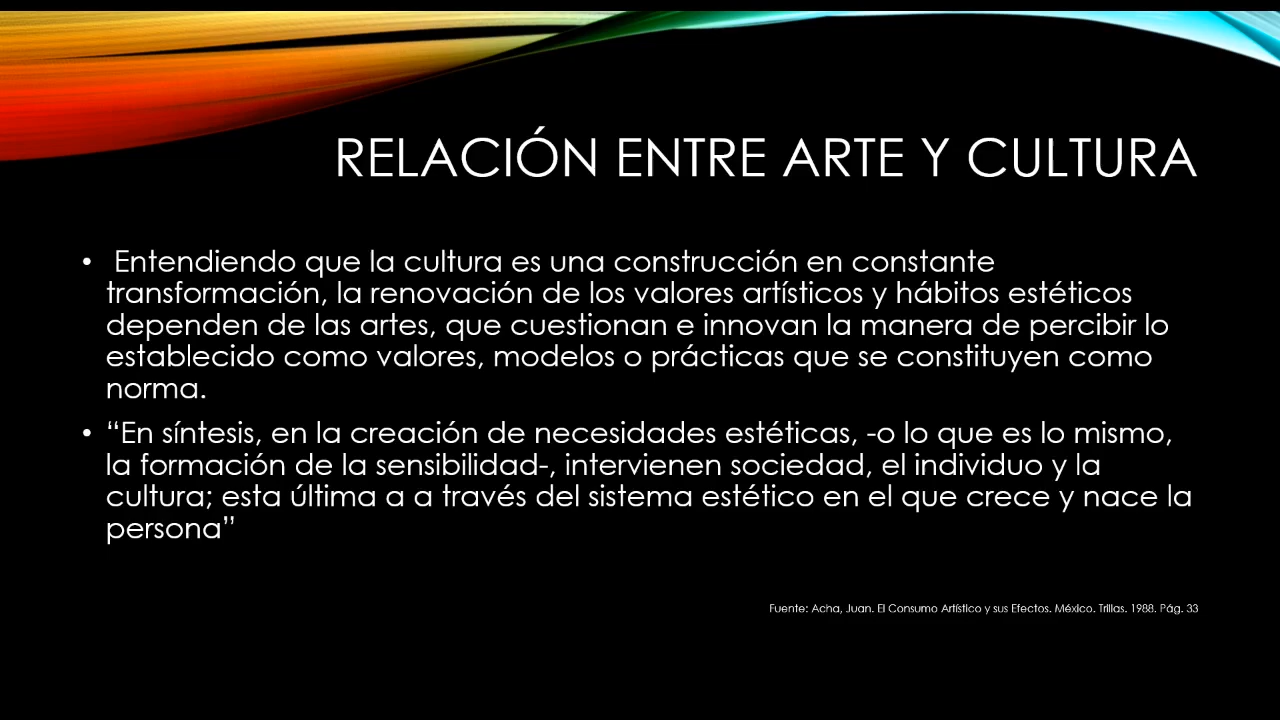 RELACIÓN ENTRE ARTE Y CULTURA
• Entendiendo que la cultura es una construcción en constante
transformación, la renovación de los valores artísticos y hábitos estéticos
dependen de las artes, que cuestionan e innovan la manera de percibir lo
establecido como valores, modelos o prácticas que se constituyen como
norma.
• “En síntesis, en la creación de necesidades estéticas, -o lo que es lo mismo,
la formación de la sensibilidad-, intervienen sociedad, el individuo y la
cultura; esta última a a través del sistema estético en el que crece y nace la
persona”
Fuente: Acha, Juan. El Consumo Artístico y sus Efectos. México. Trillas. 1988. Pág. 33